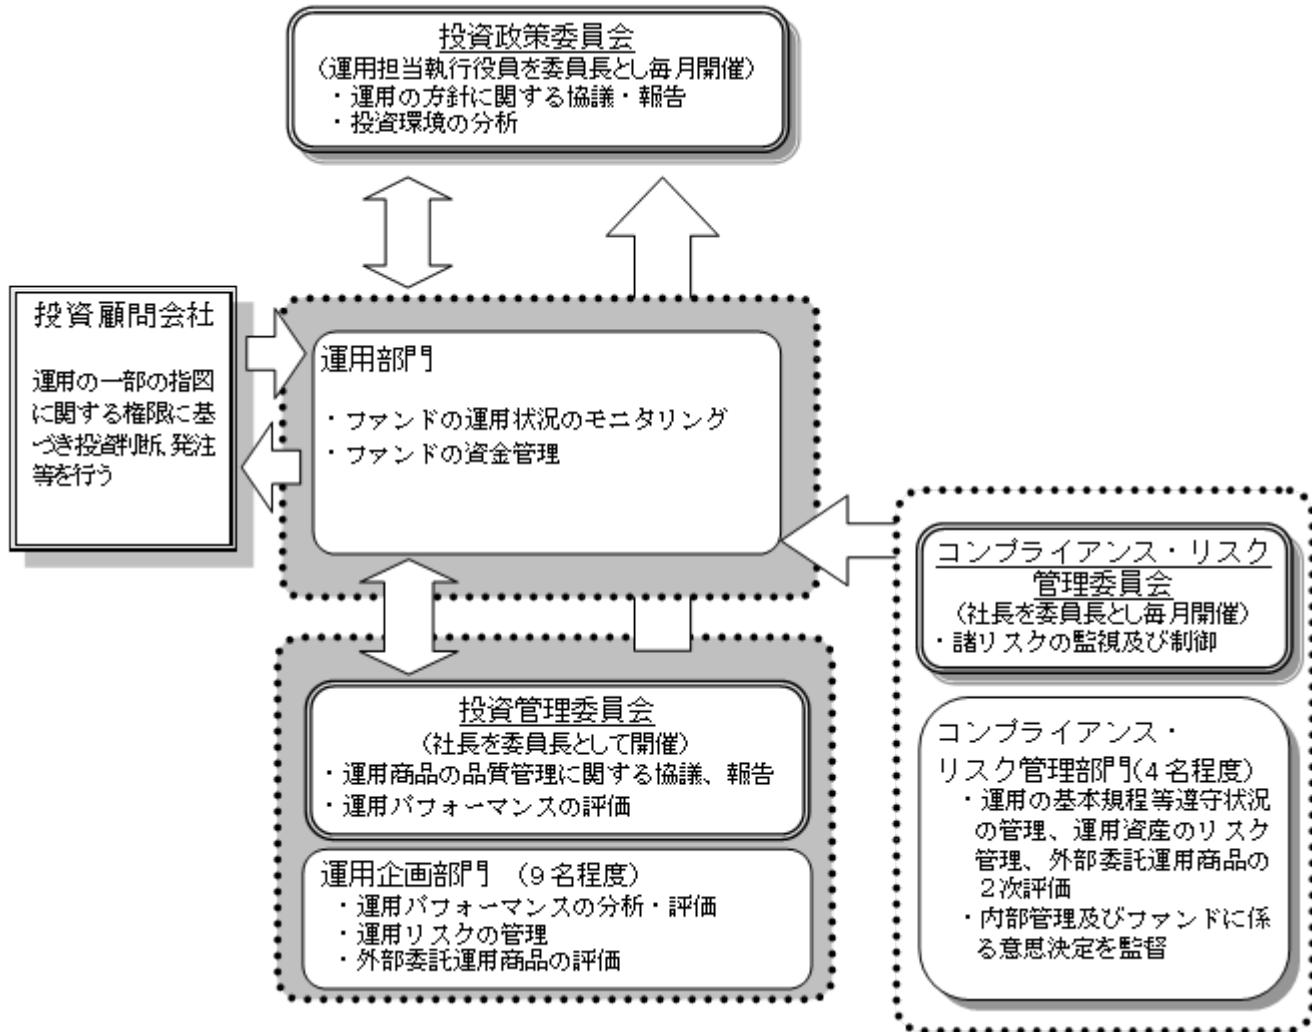 投資政策委員会
(運用担当執行役員を委員長とし毎月開催)
・運用の方針に関する協議・報告
・投資環境の分析
投資顧問会社
運用の一部の指図
に関する権限に基
づき投資判断、発注
等を行う
運用部門
・ファンドの運用状況のモニタリング
・ファンドの資金管理
コンプライアンス・リスク
管理委員会
(社長を委員長とし毎月開催)
・諸リスクの監視及び制御
投資管理委員会
(社長を委員長として開催)
・運用商品の品質管理に関する協議、報告
・運用パフォーマンスの評価
運用企画部門 (9名程度)
・運用パフォーマンスの分析・評価
・運用リスクの管理
・外部委託運用商品の評価
コンプライアンス・
リスク管理部門(4名程度)
・運用の基本規程等遵守状況
の管理、運用資産のリスク
管理、外部委託運用商品の
2次評価
・内部管理及びファンドに係
る意思決定を監督